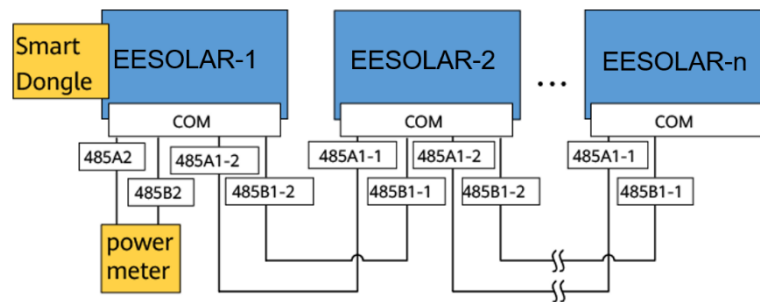 Smart
Dongle
EESOLAR-1
EESOLAR-2
...
EESOLAR-n
COM
COM
COM
485A2
485A1-2
485A1-1
485A1-2
485A1-1
485B2
485B1-2
485B1-1
485B1-2
485B1-1
power
meter